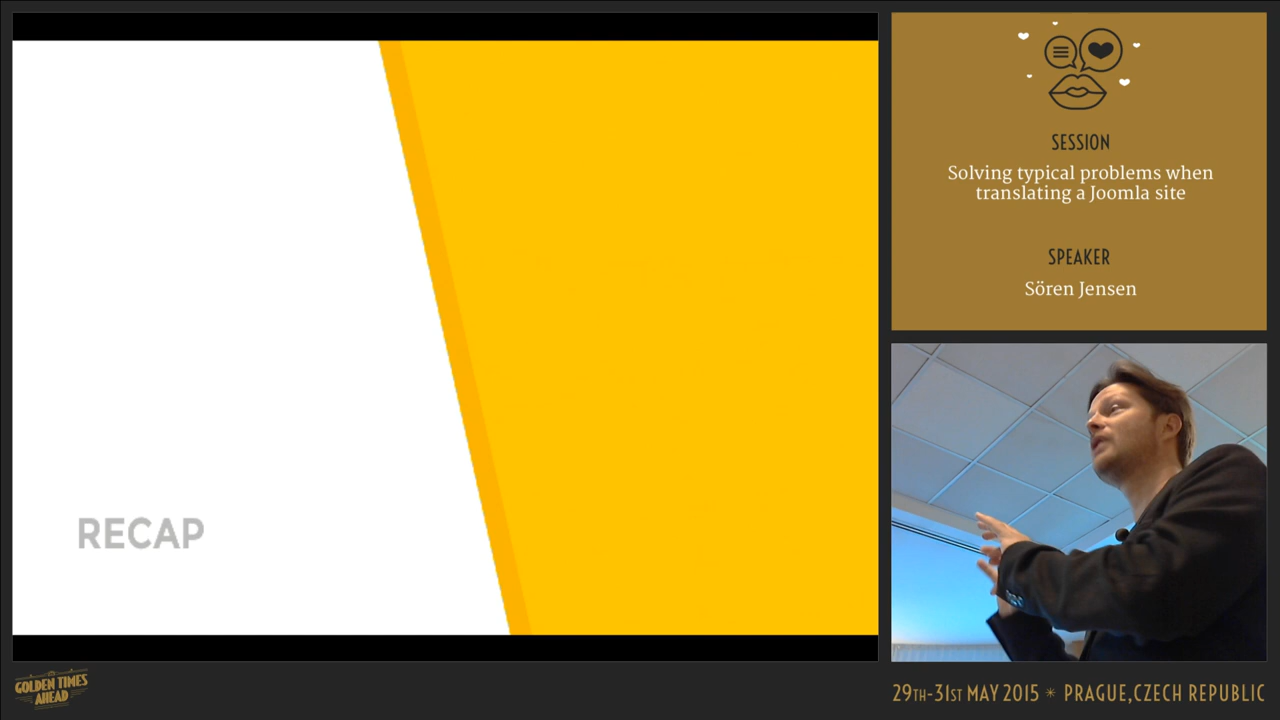 RECAP
SESSION
Solving typical problems when
translating a Joomla site
SPEAKER
Sören Jensen
GOLDEN TIMES
AHEAD
29TH-31ST MAY 2015 * PRAGUE,CZECH REPUBLIC